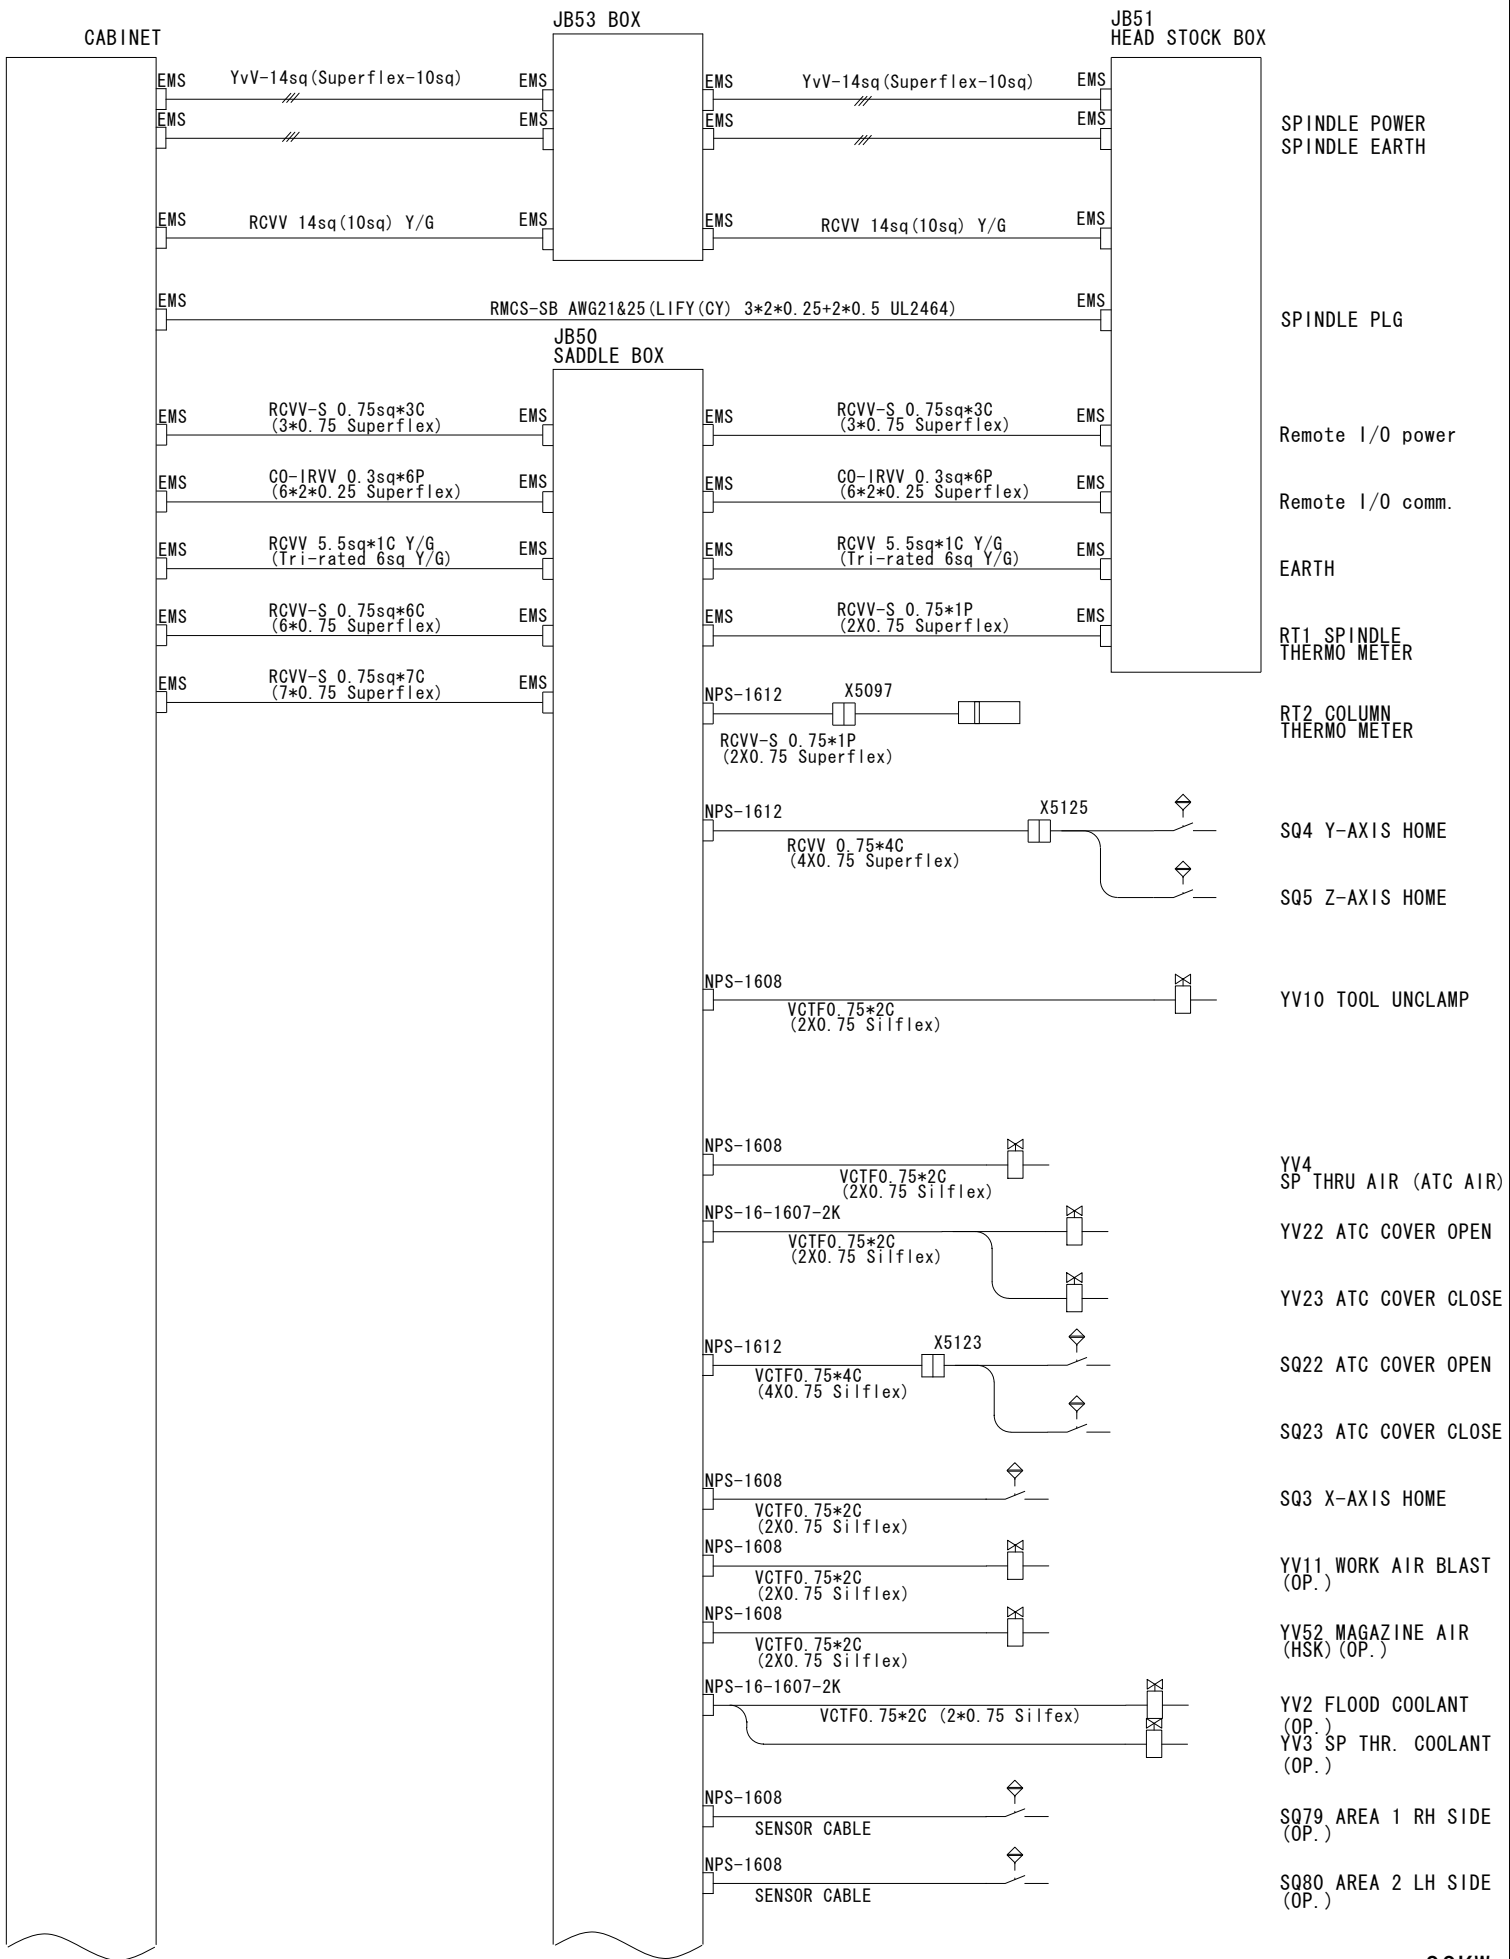 CABINET
JB53 BOX
JB51
HEAD STOCK BOX
EMS
YvV-14sq(Superflex-10sq)
EMS
EMS
YvV-14sq(Superflex-10sq)
EMS
EMS
EMS
EMS
EMS
SPINDLE POWER
SPINDLE EARTH
EMS
RCVV 14sq(10sq) Y/G
EMS
EMS
RCVV 14sq(10sq) Y/G
EMS
EMS
RMCS-SB AWG21&25(LIFY(CY) 3*2*0.25+2*0.5 UL2464)
EMS
SPINDLE PLG
JB50
SADDLE BOX
EMS
RCVV-S 0.75sq*3C
(3*0.75 Superflex)
EMS
EMS
RCVV-S 0.75sq*3C
(3*0.75 Superflex)
EMS
Remote I/O power
EMS
CO-IRVV 0.3sq*6P
(6*2*0.25 Superflex)
EMS
EMS
CO-IRVV 0.3sq*6P
(6*2*0.25 Superflex)
EMS
Remote I/O comm.
EMS
RCVV 5.5sq*1C Y/G
(Tri-rated 6sq Y/G)
EMS
EMS
RCVV 5.5sq*1C Y/G
(Tri-rated 6sq Y/G)
EMS
EARTH
EMS
RCVV-S 0.75sq*6C
(6*0.75 Superflex)
EMS
EMS
RCVV-S 0.75*1P
(2X0.75 Superflex)
EMS
RT1 SPINDLE
THERMO METER
EMS
RCVV-S 0.75sq*7C
(7*0.75 Superflex)
EMS
NPS-1612
X5097
RCVV-S 0.75*1P
(2X0.75 Superflex)
RT2 COLUMN
THERMO METER
NPS-1612
X5125
RCVV 0.75*4C
(4X0.75 Superflex)
SQ4 Y-AXIS HOME
SQ5 Z-AXIS HOME
NPS-1608
VCTF0.75*2C
(2X0.75 Silflex)
YV10 TOOL UNCLAMP
NPS-1608
VCTF0.75*2C
(2X0.75 Silflex)
YV4
SP THRU AIR (ATC AIR)
NPS-16-1607-2K
VCTF0.75*2C
(2X0.75 Silflex)
YV22 ATC COVER OPEN
YV23 ATC COVER CLOSE
NPS-1612
X5123
VCTF0.75*4C
(4X0.75 Silflex)
SQ22 ATC COVER OPEN
SQ23 ATC COVER CLOSE
NPS-1608
VCTF0.75*2C
(2X0.75 Silflex)
SQ3 X-AXIS HOME
NPS-1608
VCTF0.75*2C
(2X0.75 Silflex)
YV11 WORK AIR BLAST
(OP.)
NPS-1608
VCTF0.75*2C
(2X0.75 Silflex)
YV52 MAGAZINE AIR
(HSK)(OP.)
NPS-16-1607-2K
VCTF0.75*2C (2*0.75 Silfex)
YV2 FLOOD COOLANT
(OP.)
YV3 SP THR. COOLANT
(OP.)
NPS-1608
SENSOR CABLE
SQ79 AREA 1 RH SIDE
(OP.)
NPS-1608
SENSOR CABLE
SQ80 AREA 2 LH SIDE
(OP.)